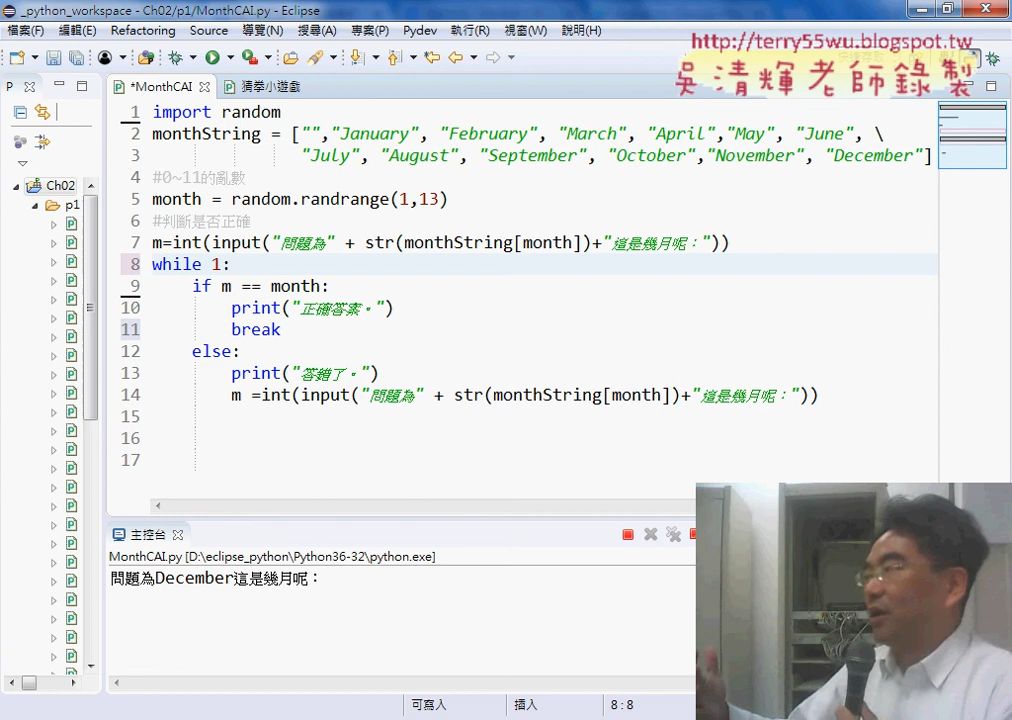 _python_workspace - Ch02/p1/MonthCAI.py - Eclipse
檔案(F) 編輯(E) Refactoring Source 導覽(N) 搜尋(A) 專案(P) Pydev 執行(R) 視窗(W) 說明(H)
http://terry55wu.blogspot.tw
吳清輝老師錄製
P
*MonthCAI 猜拳小遊戲
Ch02
p1
1 import random
2 monthString = ["","January", "February", "March", "April","May", "June", \
3 "July", "August", "September", "October","November", "December"]
4 #0~11的亂數
5 month = random.randrange(1,13)
6 #判斷是否正確
7 m=int(input("問題為" + str(monthString[month])+"這是幾月呢："))
8 while 1:
9 if m == month:
10 print("正確答案。")
11 break
12 else:
13 print("答錯了。")
14 m =int(input("問題為" + str(monthString[month])+"這是幾月呢："))
15
16
17
主控台
MonthCAI.py [D:\eclipse_python\Python36-32\python.exe]
問題為December這是幾月呢：
可寫入 插入 8:8